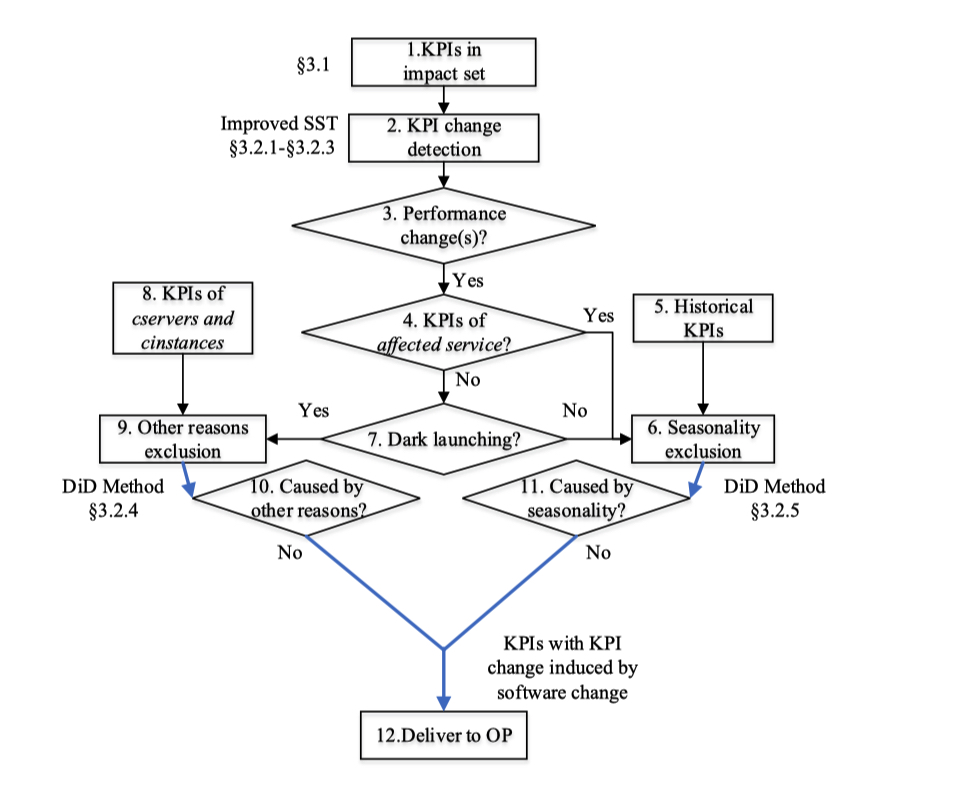 1.KPIs in
impact set
§3.1
Improved SST
§3.2.1-§3.2.3
2. KPI change
detection
3. Performance
change(s)?
Yes
8. KPIs of
cservers and
cinstances
4. KPIs of
affected service?
Yes
5. Historical
KPIs
No
Yes
No
9. Other reasons
exclusion
7. Dark launching?
6. Seasonality
exclusion
DiD Method
§3.2.4
10. Caused by
other reasons?
11. Caused by
seasonality?
DiD Method
§3.2.5
No
No
KPIs with KPI
change induced by
software change
12.Deliver to OP